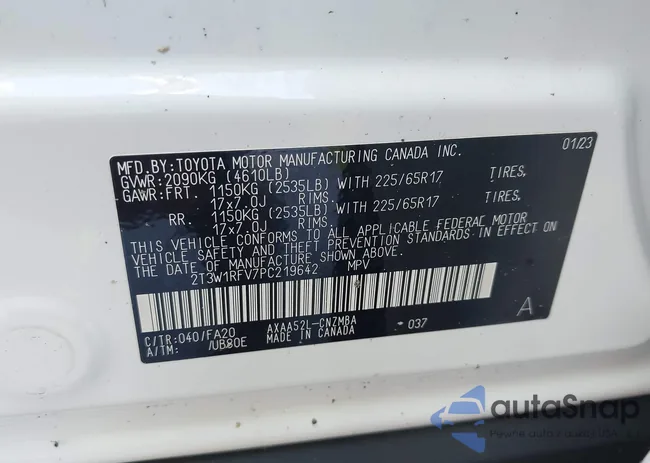 MFD.BY:TOYOTA MOTOR MANUFACTURING CANADA INC. 01/23
GVWR:2090KG (4610LB)
GAWR:FRT. 1150KG (2535LB) WITH 225/65R17 TIRES,
17x7.0J RIMS.
RR. 1150KG (2535LB) WITH 225/65R17 TIRES,
17x7.0J RIMS.
THIS VEHICLE CONFORMS TO ALL APPLICABLE FEDERAL MOTOR
VEHICLE SAFETY AND THEFT PREVENTION STANDARDS IN EFFECT ON
THE DATE OF MANUFACTURE SHOWN ABOVE.
2T3W1RFV7PC219642 MPV
A
C/TR:040/FA20 AXAA52L-CNZMBA *037
A/TM: /UB80E MADE IN CANADA
autoSnap